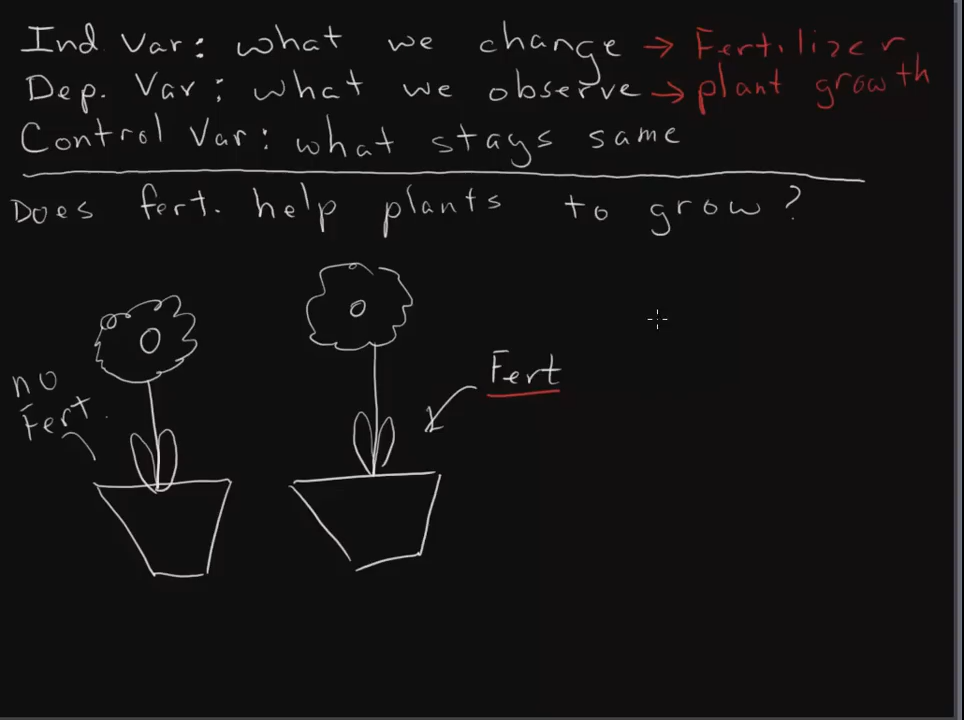 Ind Var: what we change → Fertilizer
Dep. Var: what we observe → plant growth
Control Var: what stays same
Does fert. help plants to grow?
no
Fert.
Fert